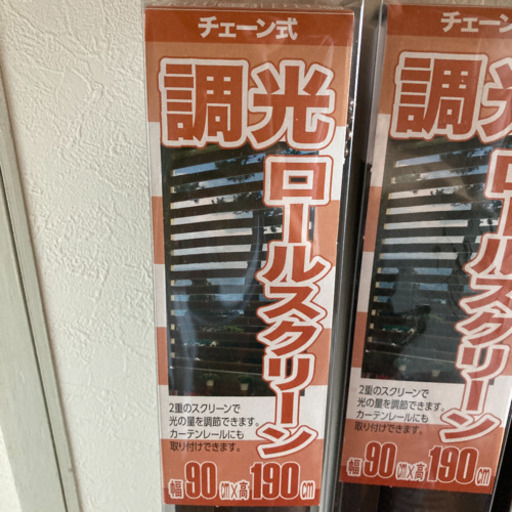 チェーン式
調光
ロールスクリーン
2重のスクリーンで
光の量を調節できます。
カーテンレールにも
取り付けできます。
幅90cm×高190cm
チェーン
調光
ロールスクリーン
2重のスクリーンで
光の量を調節できます。
カーテンレールにも
取り付けできます。
幅90cm×高190cm